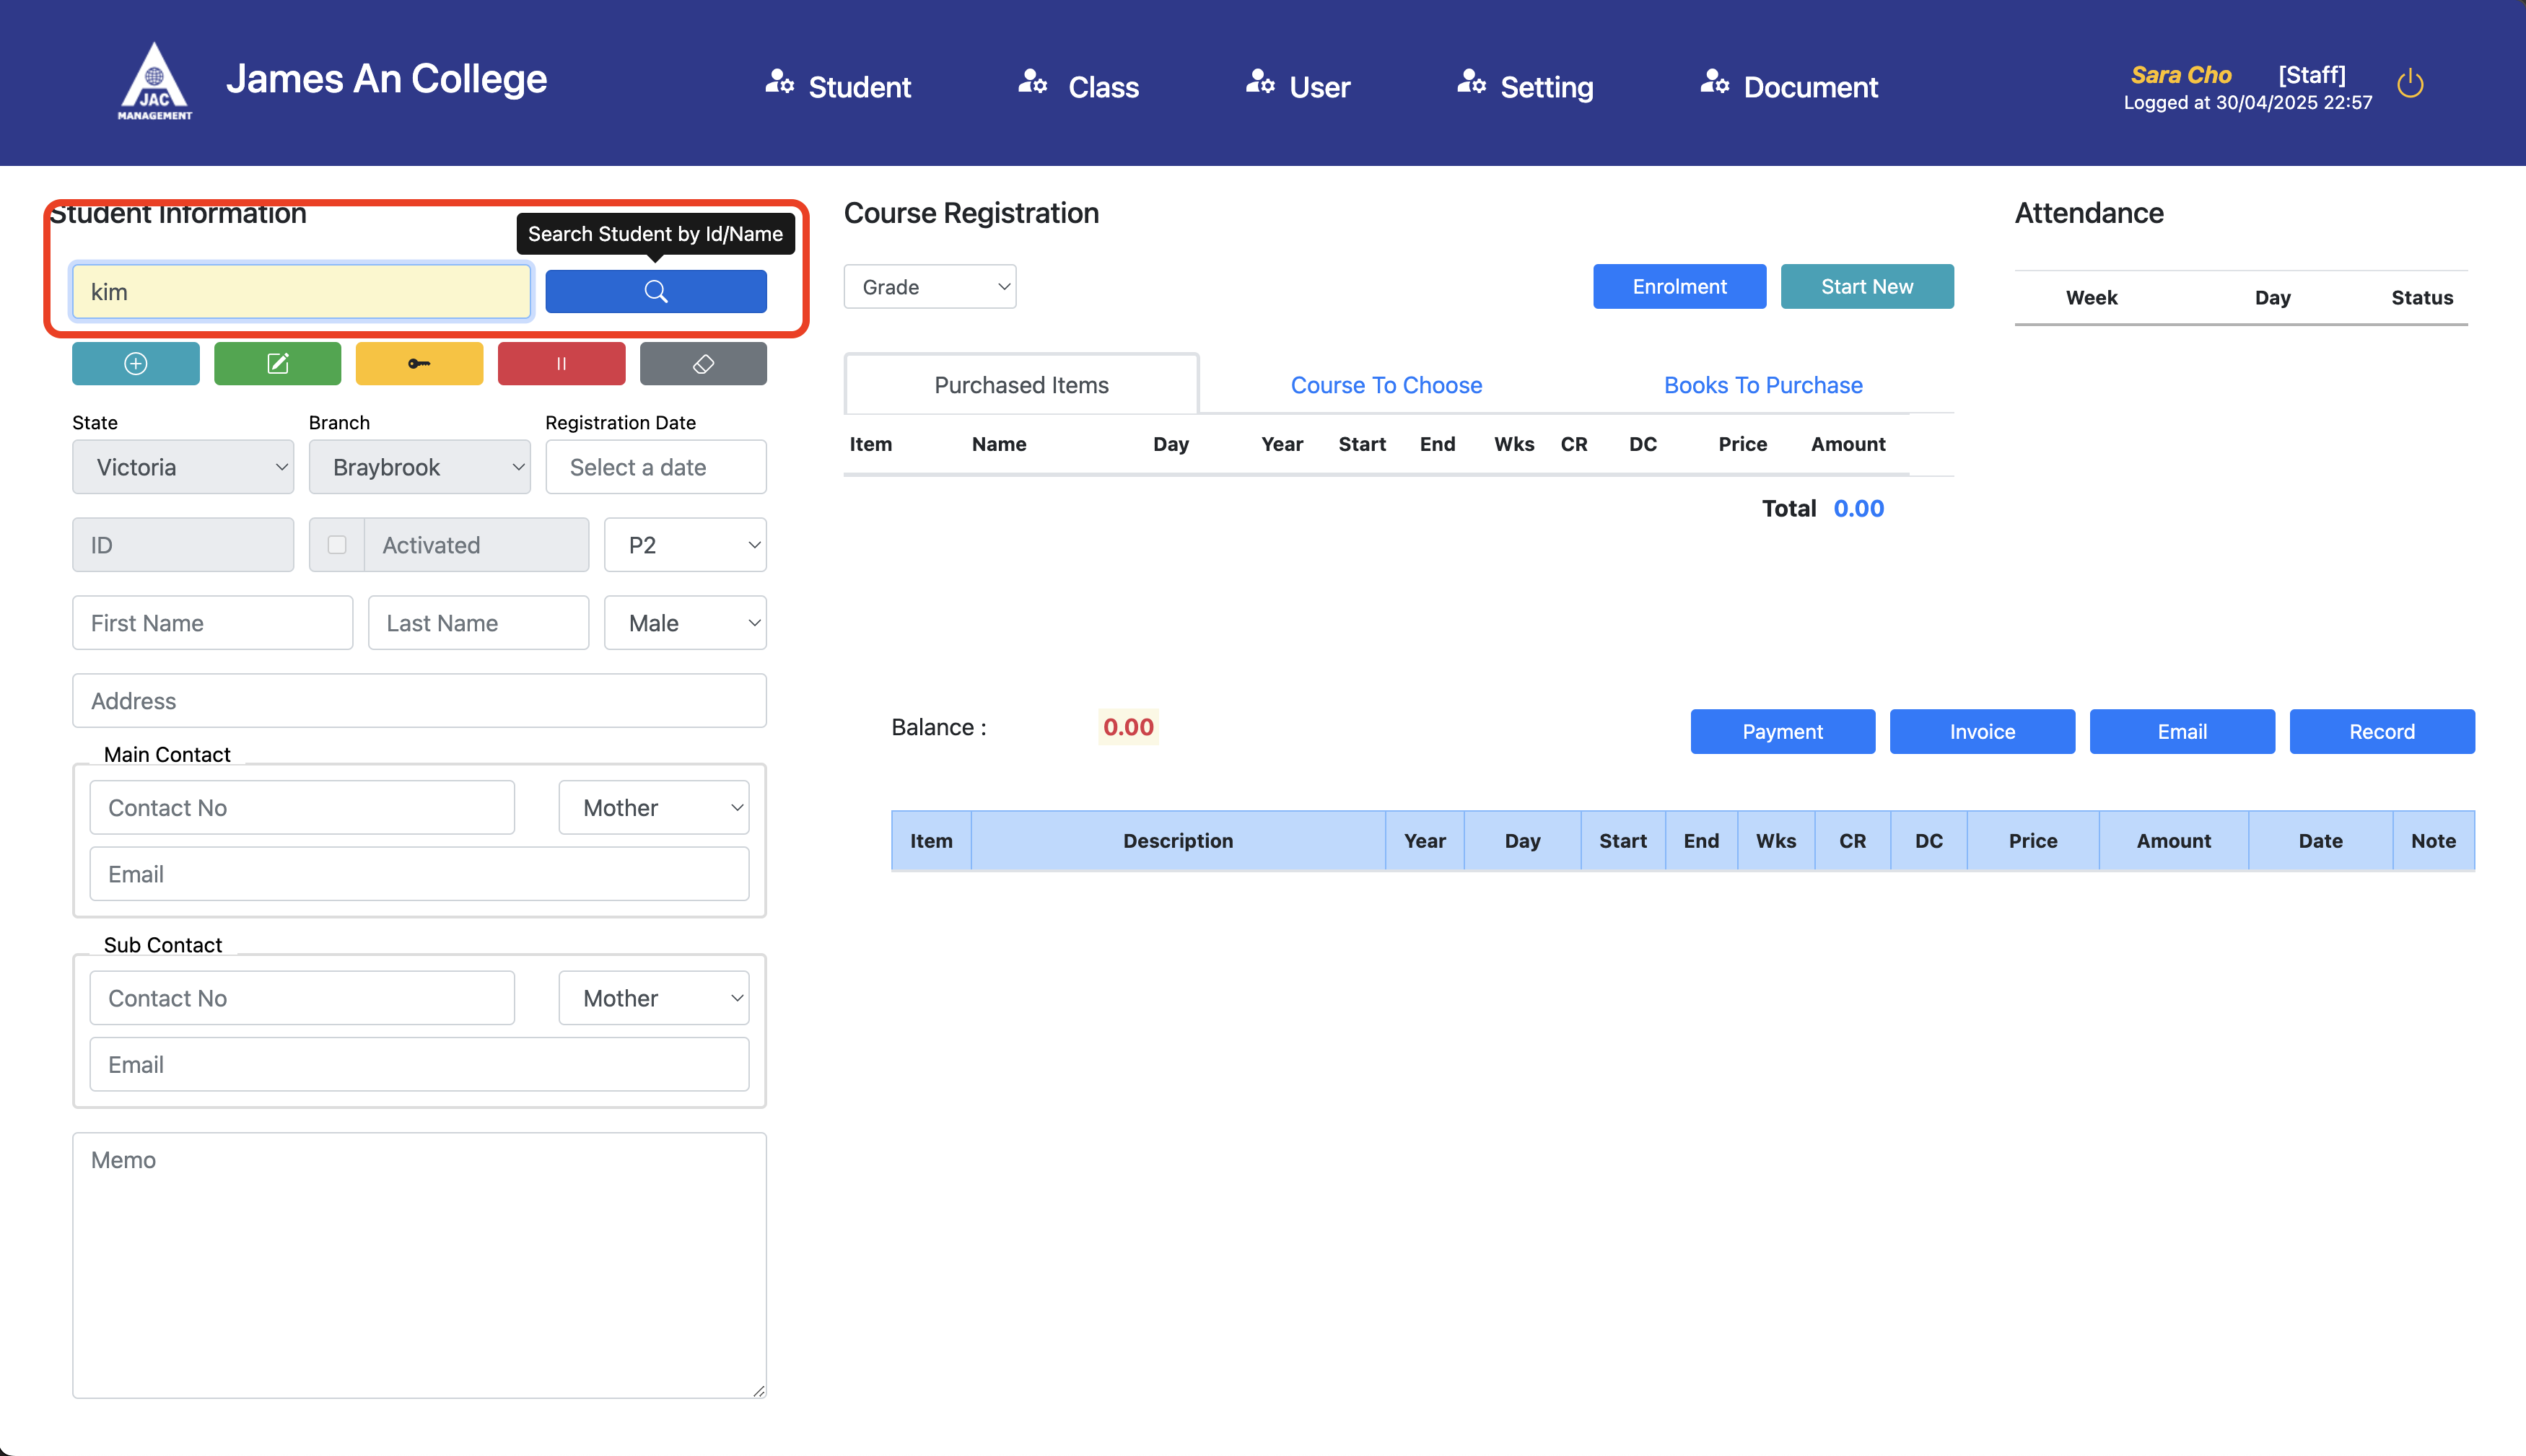 JAC
MANAGEMENT
James An College
Student
Class
User
Setting
Document
Sara Cho [Staff]
Logged at 30/04/2025 22:57
Student Information
Search Student by Id/Name
kim
State
Branch
Registration Date
Victoria
Braybrook
Select a date
ID
Activated
P2
First Name
Last Name
Male
Address
Main Contact
Contact No
Mother
Email
Sub Contact
Contact No
Mother
Email
Memo
Course Registration
Grade
Enrolment
Start New
Purchased Items
Course To Choose
Books To Purchase
Item Name Day Year Start End Wks CR DC Price Amount
Total 0.00
Attendance
Week Day Status
Balance : 0.00
Payment
Invoice
Email
Record
Item Description Year Day Start End Wks CR DC Price Amount Date Note